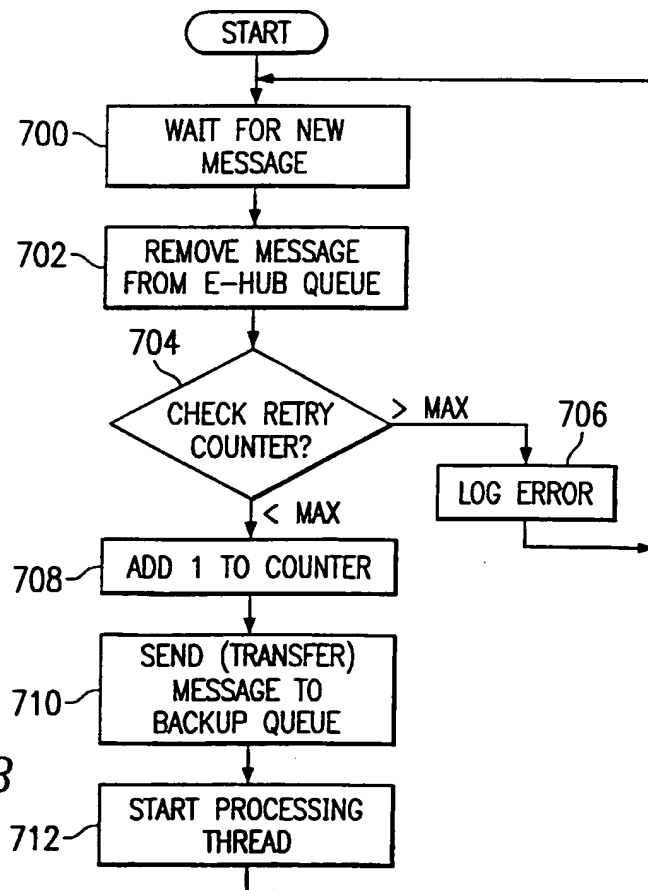 START
700
WAIT FOR NEW
MESSAGE
702
REMOVE MESSAGE
FROM E-HUB QUEUE
704
CHECK RETRY
COUNTER?
> MAX
706
LOG ERROR
< MAX
708
ADD 1 TO COUNTER
710
SEND (TRANSFER)
MESSAGE TO
BACKUP QUEUE
712
START PROCESSING
THREAD